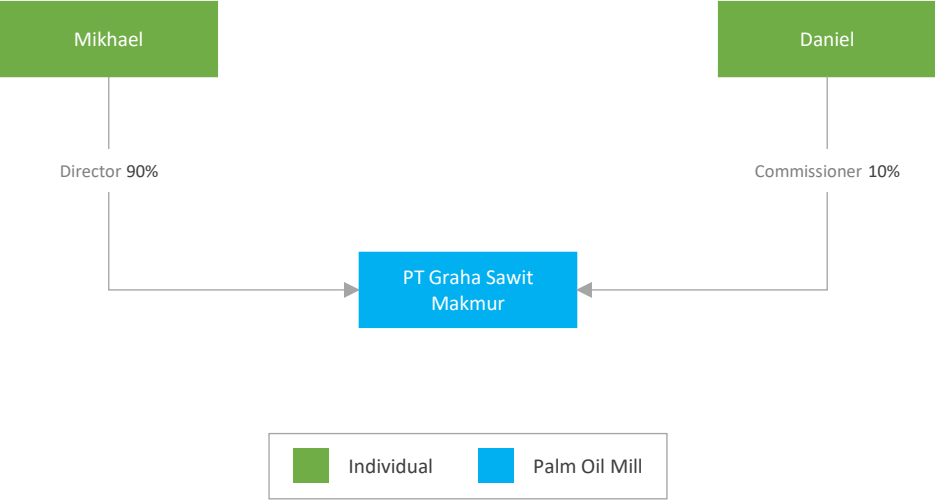 Mikhael
Daniel
Director 90%
Commissioner 10%
PT Graha Sawit
Makmur
Individual
Palm Oil Mill